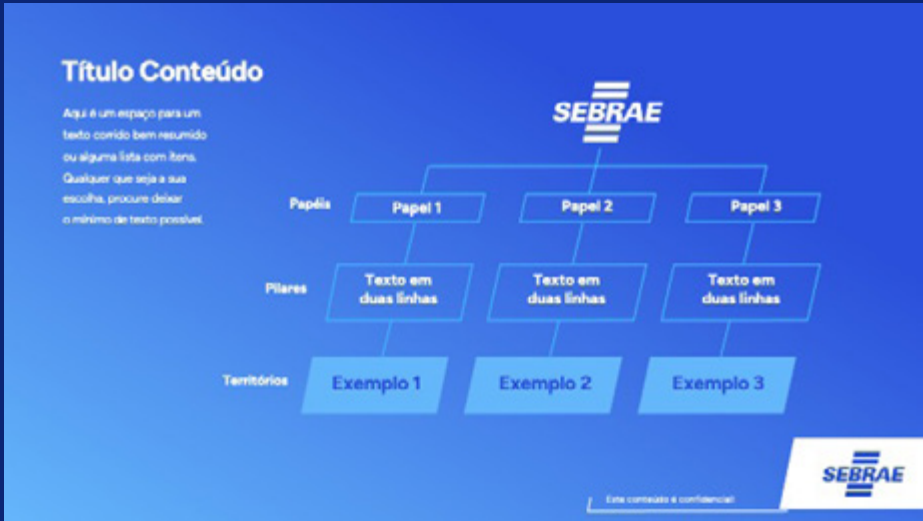 Título Conteúdo
Aqui é um espaço para um
texto corrido bem resumido
ou alguma lista com itens.
Qualquer que seja a sua
escolha, procure deixar
o mínimo de texto possível.
SEBRAE
Papéis
Papel 1
Papel 2
Papel 3
Pilares
Texto em
duas linhas
Texto em
duas linhas
Texto em
duas linhas
Territórios
Exemplo 1
Exemplo 2
Exemplo 3
Este conteúdo é confidencial!
SEBRAE